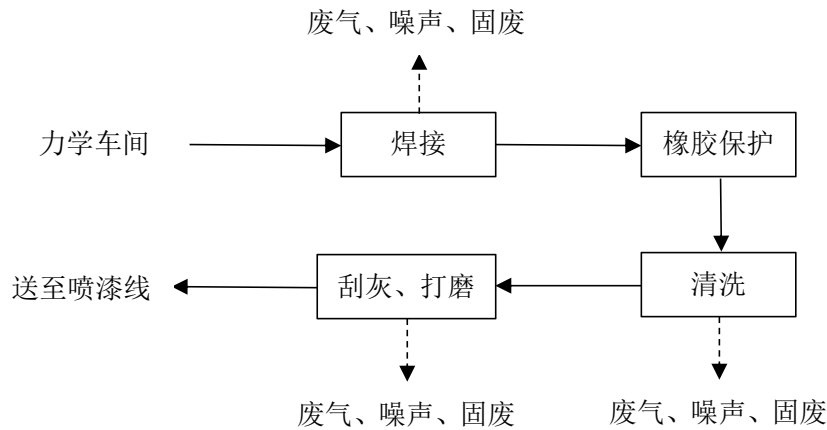 废气、噪声、固废
力学车间
焊接
橡胶保护
送至喷漆线
刮灰、打磨
清洗
废气、噪声、固废
废气、噪声、固废